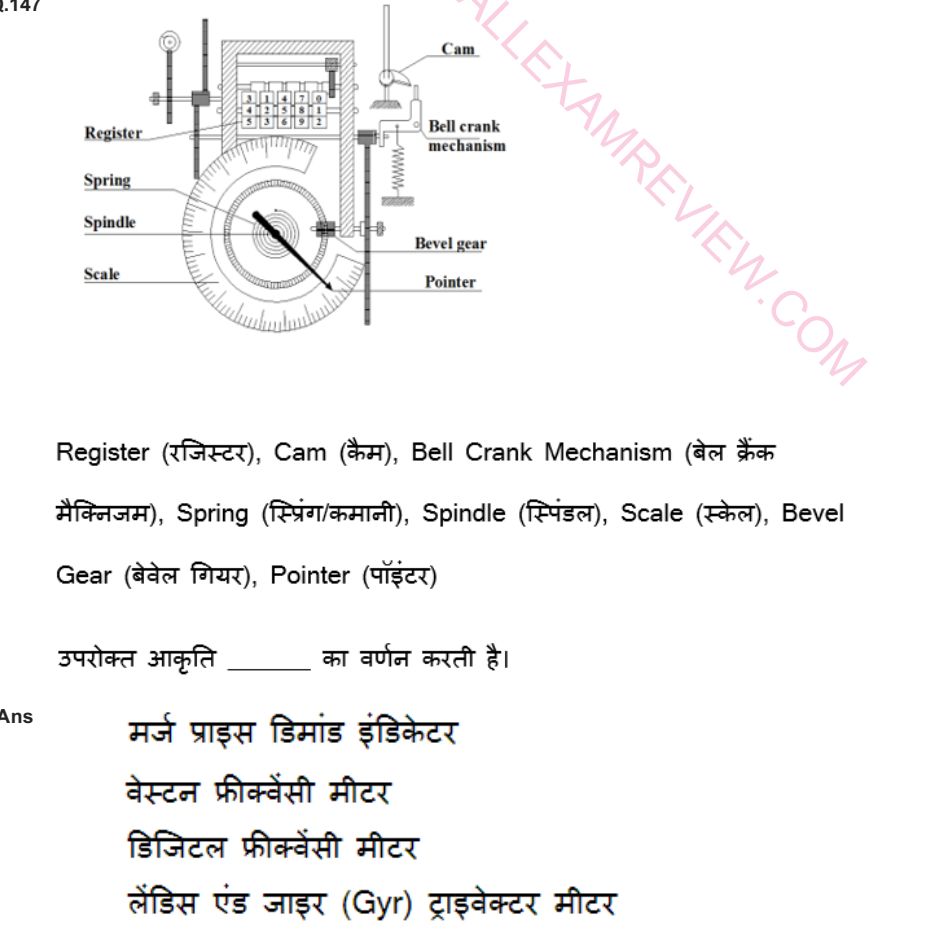 Q.147
ALLEXAMREVIEW.COM
Cam
3 1 4 7 0
4 2 5 8 1
5 3 6 9 2
Register
Bell crank
mechanism
Spring
Spindle
Bevel gear
Scale
Pointer
Register (रजिस्टर), Cam (कैम), Bell Crank Mechanism (बेल क्रैंक
मैक्निजम), Spring (स्प्रिंग/कमानी), Spindle (स्पिंडल), Scale (स्केल), Bevel
Gear (बेवेल गियर), Pointer (पॉइंटर)
उपरोक्त आकृति ______ का वर्णन करती है।
Ans
मर्ज प्राइस डिमांड इंडिकेटर
वेस्टन फ्रीक्वेंसी मीटर
डिजिटल फ्रीक्वेंसी मीटर
लेंडिस एंड जाइर (Gyr) ट्राइवेक्टर मीटर